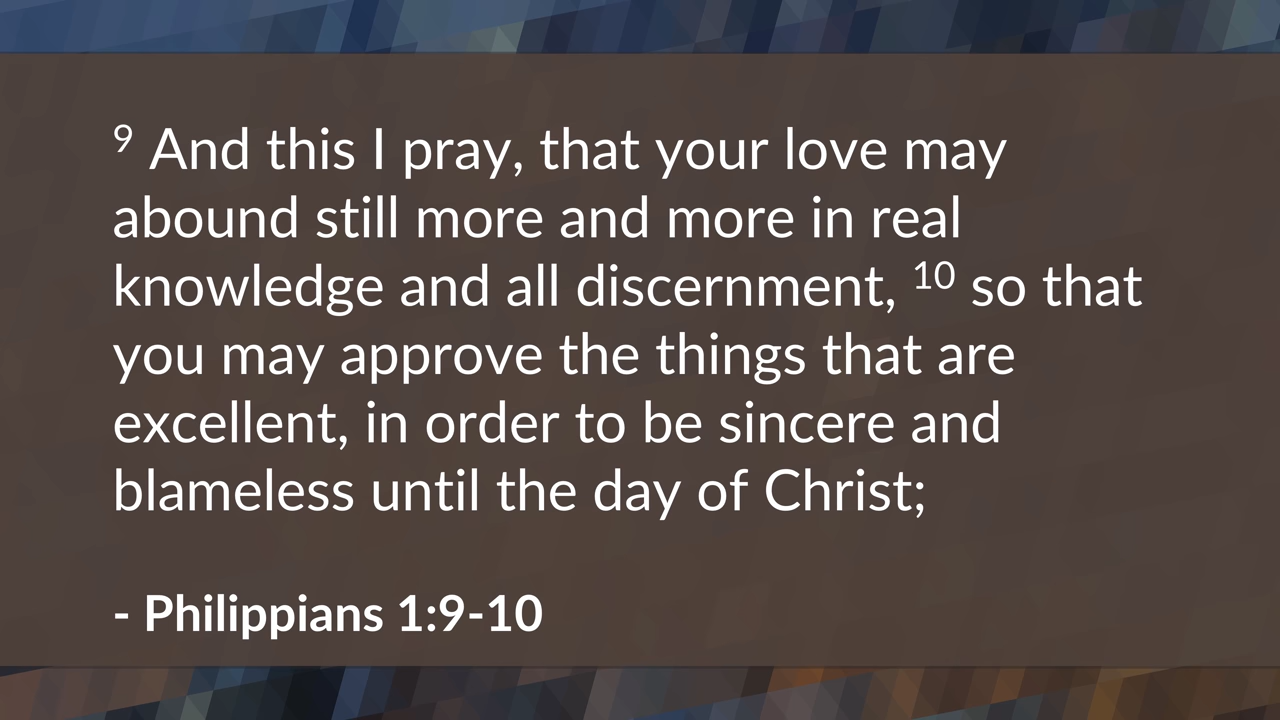 9 And this I pray, that your love may
abound still more and more in real
knowledge and all discernment, 10 so that
you may approve the things that are
excellent, in order to be sincere and
blameless until the day of Christ;
- Philippians 1:9-10